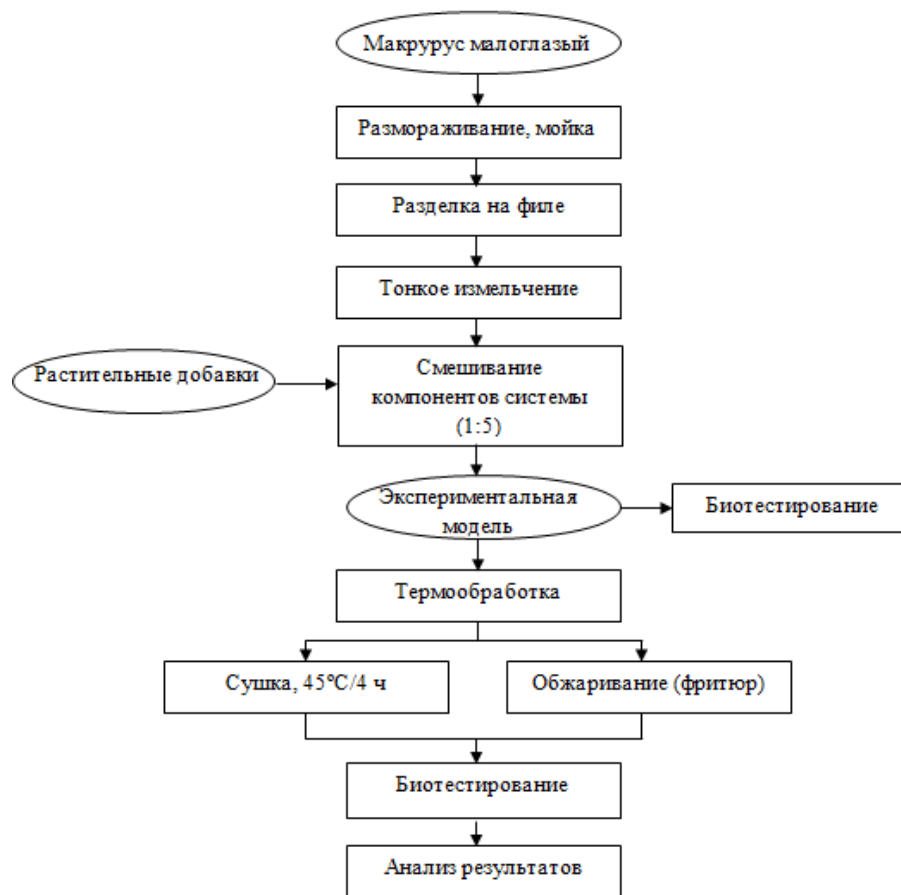 Макрурус малоглазый
Размораживание, мойка
Разделка на филе
Тонкое измельчение
Растительные добавки
Смешивание
компонентов системы
(1:5)
Экспериментальная
модель
Биотестирование
Термообработка
Сушка, 45°С/4 ч
Обжаривание (фритюр)
Биотестирование
Анализ результатов